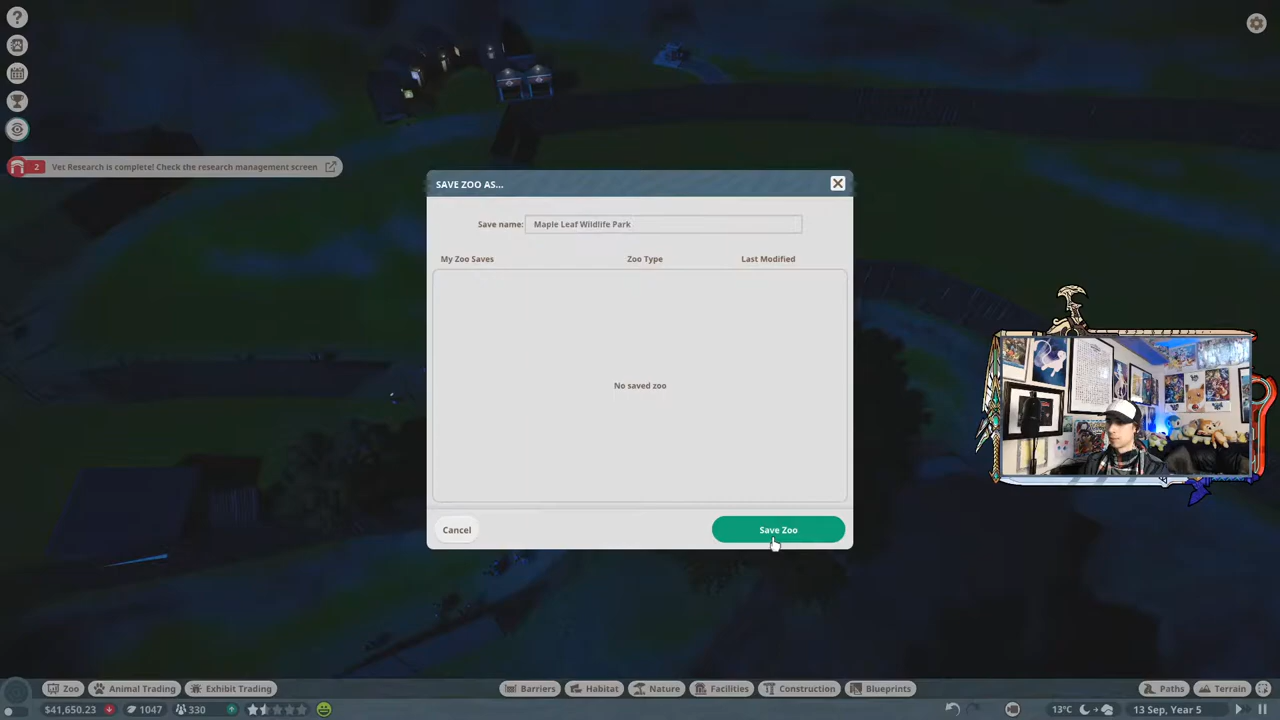 ?
2 Vet Research is complete! Check the research management screen
SAVE ZOO AS...
Save name: Maple Leaf Wildlife Park
My Zoo Saves Zoo Type Last Modified
No saved zoo
Cancel Save Zoo
Zoo Animal Trading Exhibit Trading Barriers Habitat Nature Facilities Construction Blueprints Paths Terrain
$41,650.23 1047 330 13°C 13 Sep, Year 5